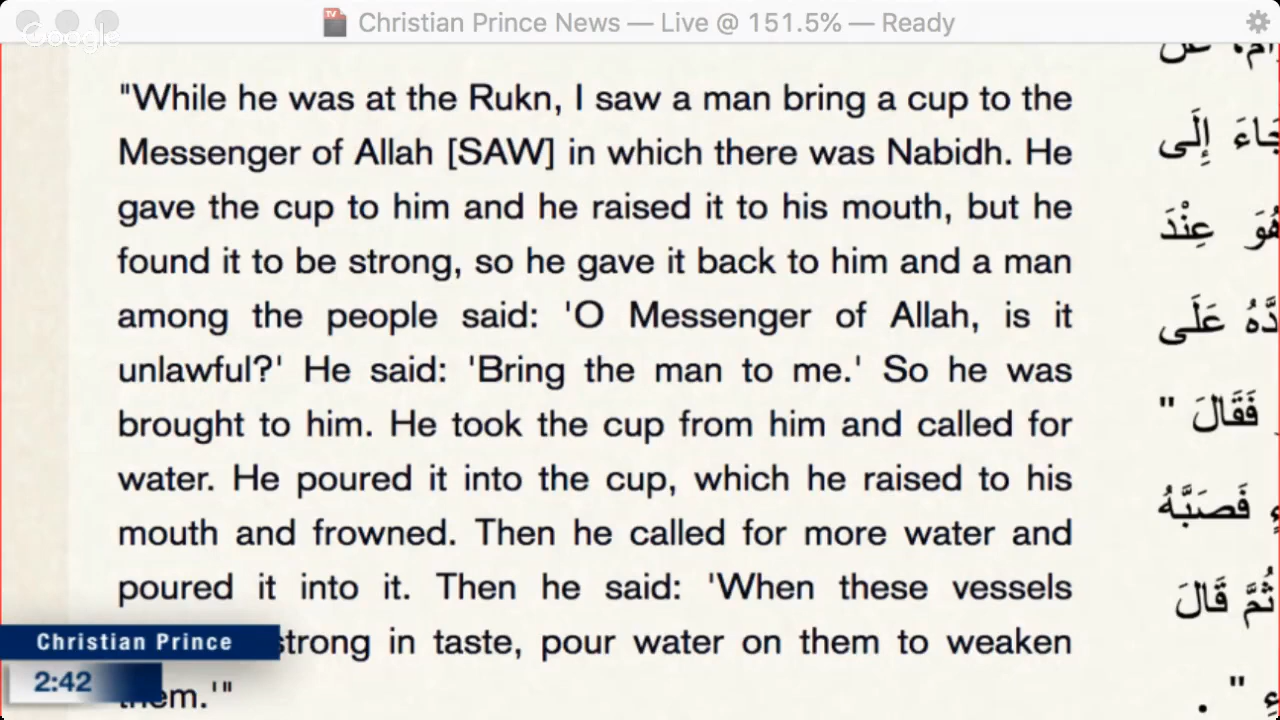 TV Christian Prince News — Live @ 151.5% — Ready
Google
"While he was at the Rukn, I saw a man bring a cup to the
Messenger of Allah [SAW] in which there was Nabidh. He
gave the cup to him and he raised it to his mouth, but he
found it to be strong, so he gave it back to him and a man
among the people said: 'O Messenger of Allah, is it
unlawful?' He said: 'Bring the man to me.' So he was
brought to him. He took the cup from him and called for
water. He poured it into the cup, which he raised to his
mouth and frowned. Then he called for more water and
poured it into it. Then he said: 'When these vessels
strong in taste, pour water on them to weaken
them.'"
إِلَى
هُوَ عِنْدَ
عَلَى
فَقَالَ "
فَصَبَّهُ
ثُمَّ قَالَ
" .
Christian Prince
2:42